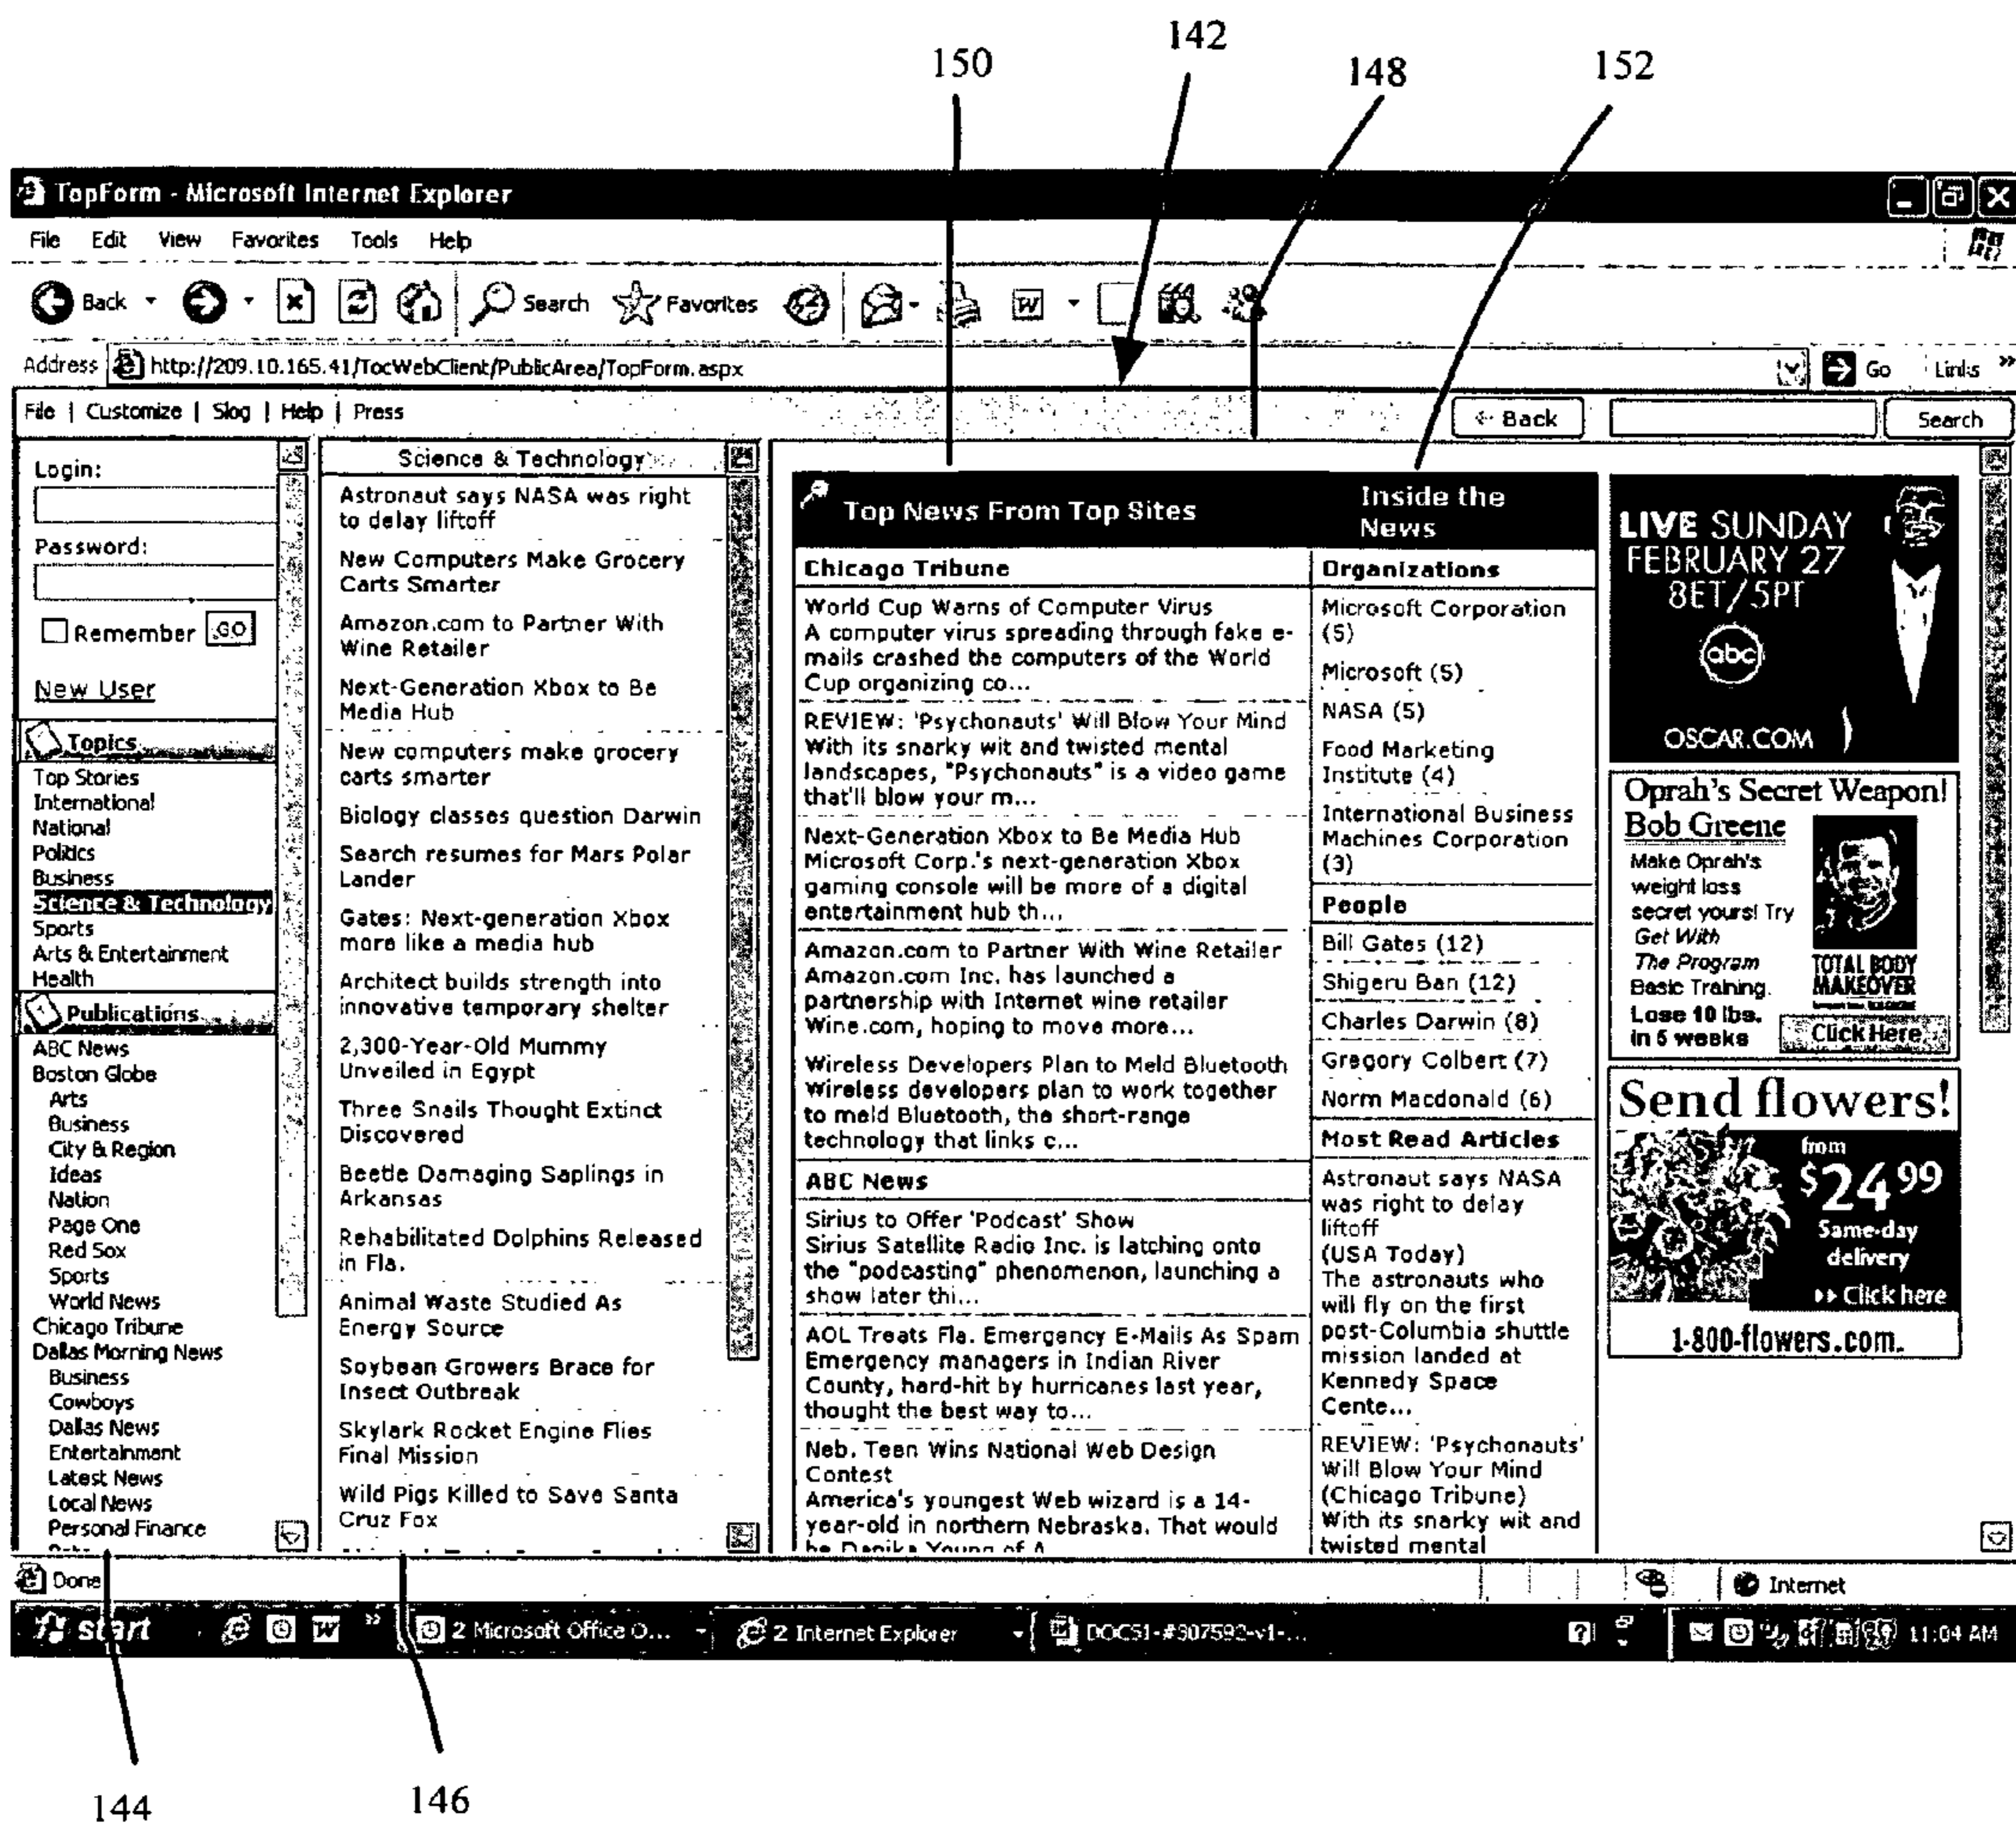 142
150
148
152
TopForm - Microsoft Internet Explorer
File Edit View Favorites Tools Help
Back Search Favorites
Address http://209.10.165.41/TocWebClient/PublicArea/TopForm.aspx Go Links »
File | Customize | Slog | Help | Press Back Search
Login:
Password:
Remember GO
New User
Topics
Top Stories
International
National
Politics
Business
Science & Technology
Sports
Arts & Entertainment
Health
Publications
ABC News
Boston Globe
Arts
Business
City & Region
Ideas
Nation
Page One
Red Sox
Sports
World News
Chicago Tribune
Dallas Morning News
Business
Cowboys
Dallas News
Entertainment
Latest News
Local News
Personal Finance
Science & Technology
Astronaut says NASA was right
to delay liftoff
New Computers Make Grocery
Carts Smarter
Amazon.com to Partner With
Wine Retailer
Next-Generation Xbox to Be
Media Hub
New computers make grocery
carts smarter
Biology classes question Darwin
Search resumes for Mars Polar
Lander
Gates: Next-generation Xbox
more like a media hub
Architect builds strength into
innovative temporary shelter
2,300-Year-Old Mummy
Unveiled in Egypt
Three Snails Thought Extinct
Discovered
Beetle Damaging Saplings in
Arkansas
Rehabilitated Dolphins Released
in Fla.
Animal Waste Studied As
Energy Source
Soybean Growers Brace for
Insect Outbreak
Skylark Rocket Engine Flies
Final Mission
Wild Pigs Killed to Save Santa
Cruz Fox
Top News From Top Sites
Chicago Tribune
World Cup Warns of Computer Virus
A computer virus spreading through fake e-
mails crashed the computers of the World
Cup organizing co...
REVIEW: 'Psychonauts' Will Blow Your Mind
With its snarky wit and twisted mental
landscapes, "Psychonauts" is a video game
that'll blow your m...
Next-Generation Xbox to Be Media Hub
Microsoft Corp.'s next-generation Xbox
gaming console will be more of a digital
entertainment hub th...
Amazon.com to Partner With Wine Retailer
Amazon.com Inc. has launched a
partnership with Internet wine retailer
Wine.com, hoping to move more...
Wireless Developers Plan to Meld Bluetooth
Wireless developers plan to work together
to meld Bluetooth, the short-range
technology that links c...
ABC News
Sirius to Offer 'Podcast' Show
Sirius Satellite Radio Inc. is latching onto
the "podcasting" phenomenon, launching a
show later thi...
AOL Treats Fla. Emergency E-Mails As Spam
Emergency managers in Indian River
County, hard-hit by hurricanes last year,
thought the best way to...
Neb. Teen Wins National Web Design
Contest
America's youngest Web wizard is a 14-
year-old in northern Nebraska. That would
be Danika Young of A
Inside the
News
Organizations
Microsoft Corporation
(5)
Microsoft (5)
NASA (5)
Food Marketing
Institute (4)
International Business
Machines Corporation
(3)
People
Bill Gates (12)
Shigeru Ban (12)
Charles Darwin (8)
Gregory Colbert (7)
Norm Macdonald (6)
Most Read Articles
Astronaut says NASA
was right to delay
liftoff
(USA Today)
The astronauts who
will fly on the first
post-Columbia shuttle
mission landed at
Kennedy Space
Cente...
REVIEW: 'Psychonauts'
Will Blow Your Mind
(Chicago Tribune)
With its snarky wit and
twisted mental
LIVE SUNDAY
FEBRUARY 27
8ET/5PT
abc
OSCAR.COM
Oprah's Secret Weapon!
Bob Greene
Make Oprah's
weight loss
secret yours! Try
Get With
The Program
Basic Training.
Lose 10 lbs.
in 5 weeks
TOTAL BODY
MAKEOVER
Click Here
Send flowers!
from
$24.99
Same-day
delivery
Click here
1-800-flowers.com.
Done Internet
start W » 2 Microsoft Office O... 2 Internet Explorer DOCS1-#307592-v1-... 11:04 AM
144
146